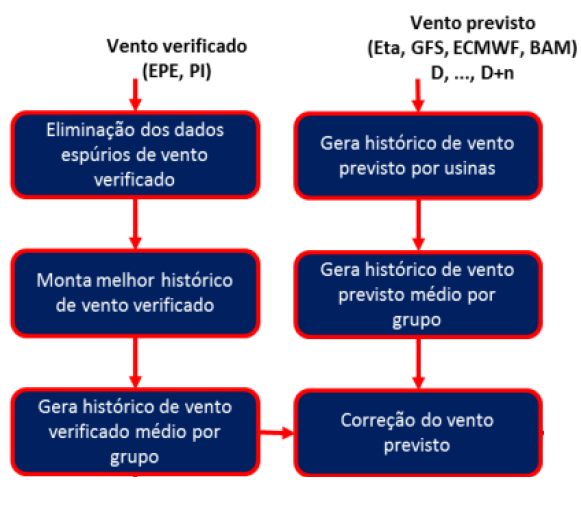 Vento verificado
(EPE, PI)
Eliminação dos dados
espúrios de vento
verificado
Monta melhor histórico
de vento verificado
Gera histórico de vento
verificado médio por
grupo
Vento previsto
(Eta, GFS, ECMWF, BAM)
D, ..., D+n
Gera histórico de vento
previsto por usinas
Gera histórico de vento
previsto médio por
grupo
Correção do vento
previsto